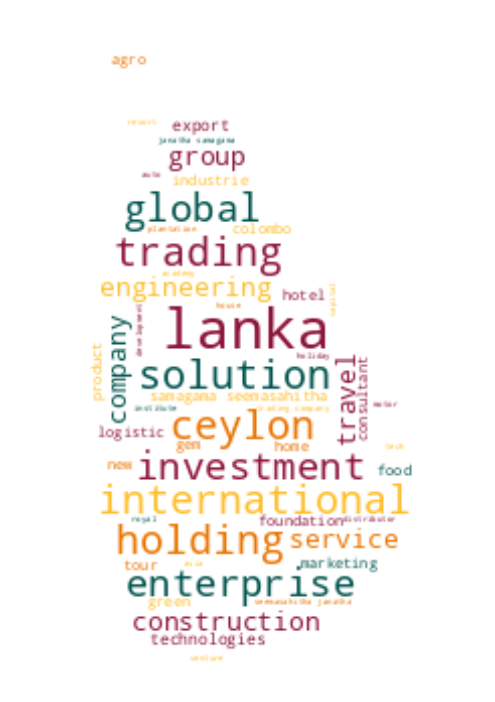 agro
resort
export
janatha samagama
group
auto
industrie
global
plantation
colombo
trading
academy
engineering
hotel
capital
house
development
lanka
company
product
holiday
solution
travel
consultant
samagama seemasahitha
institute
trading company
motor
logistic
ceylon
gem
home
tech
new
investment
food
international
royal
foundation
distributor
holding
service
tour
asia
marketing
enterprise
green
seemasahitha janatha
construction
technologies
venture